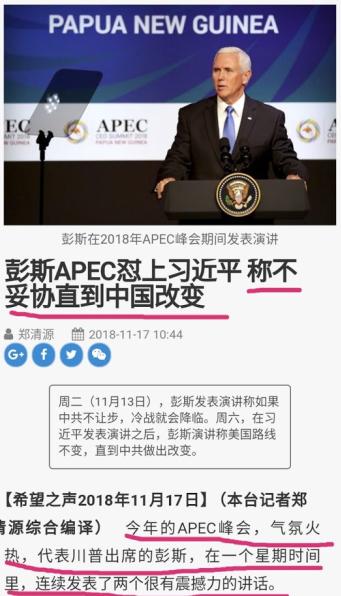 PAPUA NEW GUINEA
EC
APEC
CEO SUMMIT 2018
PAPUA NEW GUINEA
彭斯在2018年APEC峰会期间发表演讲
彭斯APEC怼上习近平 称不
妥协直到中国改变
郑清源 2018-11-17 10:44
G+ f
周二（11月13日），彭斯发表演讲称如果
中共不让步，冷战就会降临。周六，在习
近平发表演讲之后，彭斯演讲称美国路线
不变，直到中共做出改变。
【希望之声2018年11月17日】（本台记者郑
清源综合编译） 今年的APEC峰会，气氛火
热，代表川普出席的彭斯，在一个星期时间
里，连续发表了两个很有震撼力的讲话。